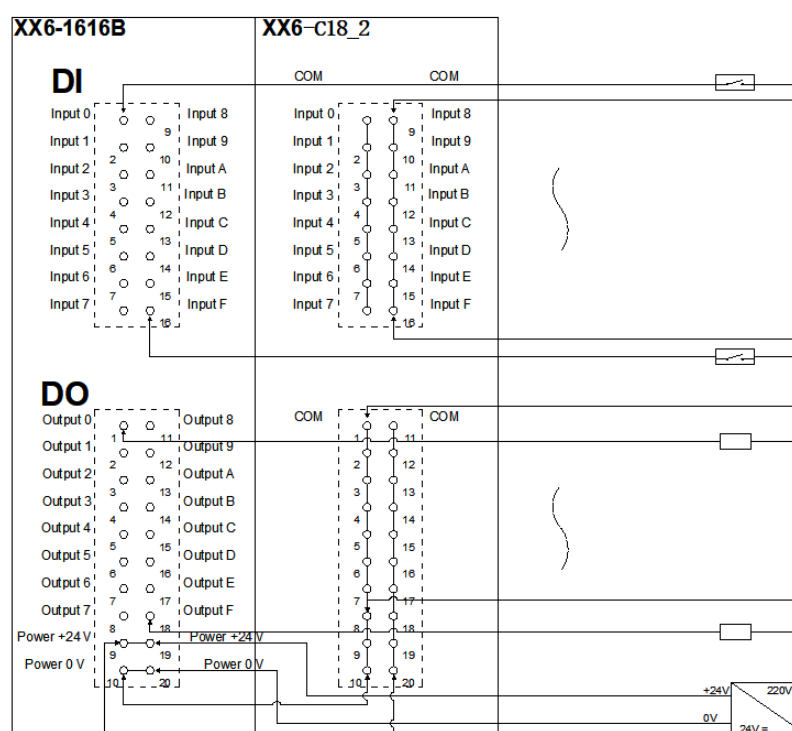 XX6-1616B
XX6-C18_2
DI
COM
COM
Input 0
Input 8
Input 0
Input 8
9
9
Input 1
Input 9
Input 1
Input 9
2
10
2
10
Input 2
Input A
Input 2
Input A
3
11
3
11
Input 3
Input B
Input 3
Input B
4
12
4
12
Input 4
Input C
Input 4
Input C
5
13
5
13
Input 5
Input D
Input 5
Input D
6
14
6
14
Input 6
Input E
Input 6
Input E
7
15
7
15
Input 7
Input F
Input 7
Input F
16
16
DO
Output 0
Output 8
COM
COM
1
11
1
11
Output 1
Output 9
2
12
2
12
Output 2
Output A
3
13
3
13
Output 3
Output B
4
14
4
14
Output 4
Output C
5
15
5
15
Output 5
Output D
6
16
6
16
Output 6
Output E
7
17
7
17
Output 7
Output F
8
18
8
18
Power +24 V
Power +24 V
9
19
9
19
Power 0 V
Power 0 V
10
20
10
20
+24V
220V
0V
24V =